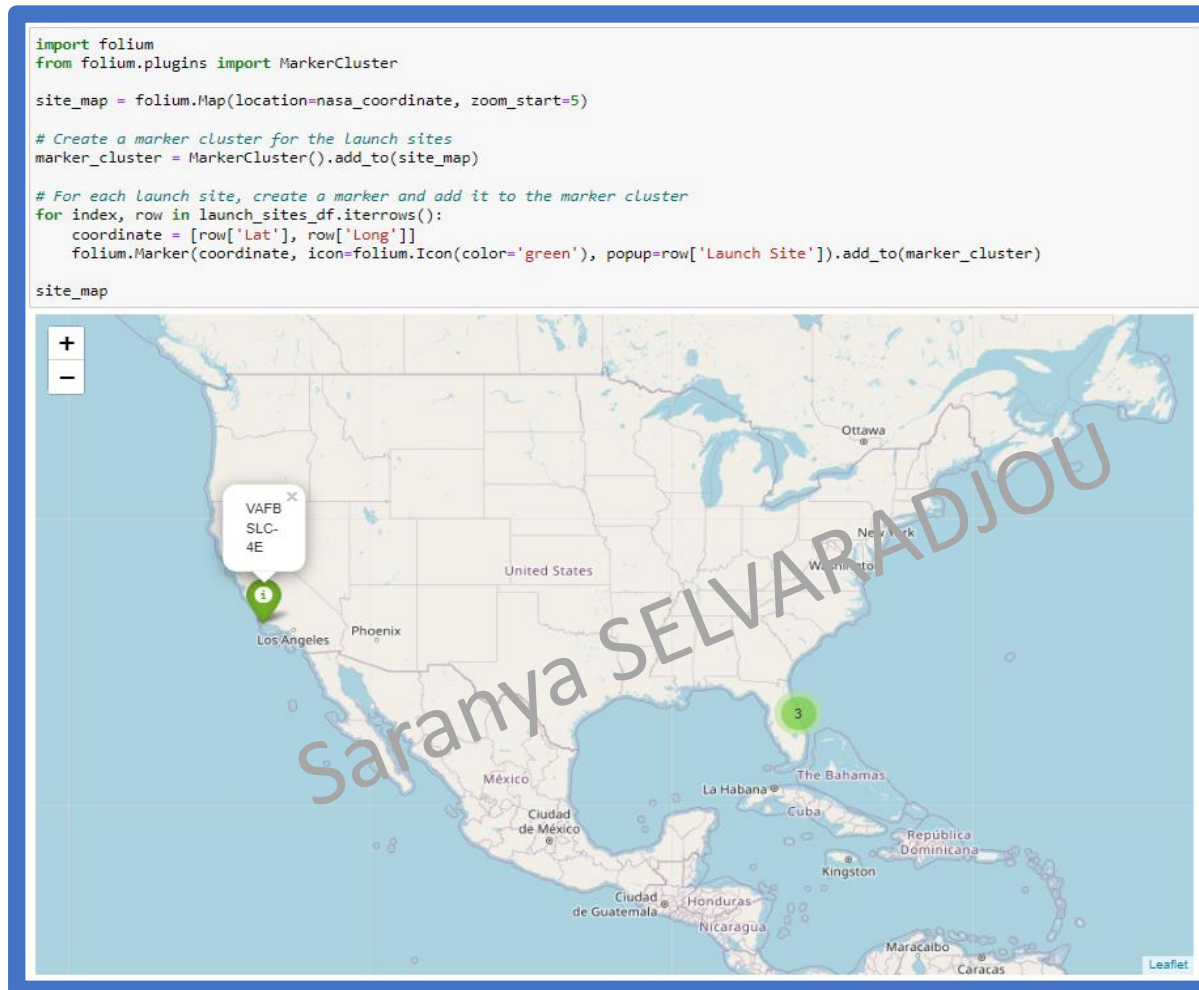 import folium
from folium.plugins import MarkerCluster
site_map = folium.Map(location=nasa_coordinate, zoom_start=5)
# Create a marker cluster for the launch sites
marker_cluster = MarkerCluster().add_to(site_map)
# For each launch site, create a marker and add it to the marker cluster
for index, row in launch_sites_df.iterrows():
    coordinate = [row['Lat'], row['Long']]
    folium.Marker(coordinate, icon=folium.Icon(color='green'), popup=row['Launch Site']).add_to(marker_cluster)
site_map
+
−
Ottawa
VAFB
SLC-
4E
×
New York
Washington
United States
i
Los Angeles
Phoenix
Saranya SELVARADJOU
3
México
The Bahamas
La Habana
Cuba
Ciudad
de México
República
Dominicana
Kingston
Ciudad
de Guatemala
Honduras
Nicaragua
Maracaibo
Caracas
Leaflet